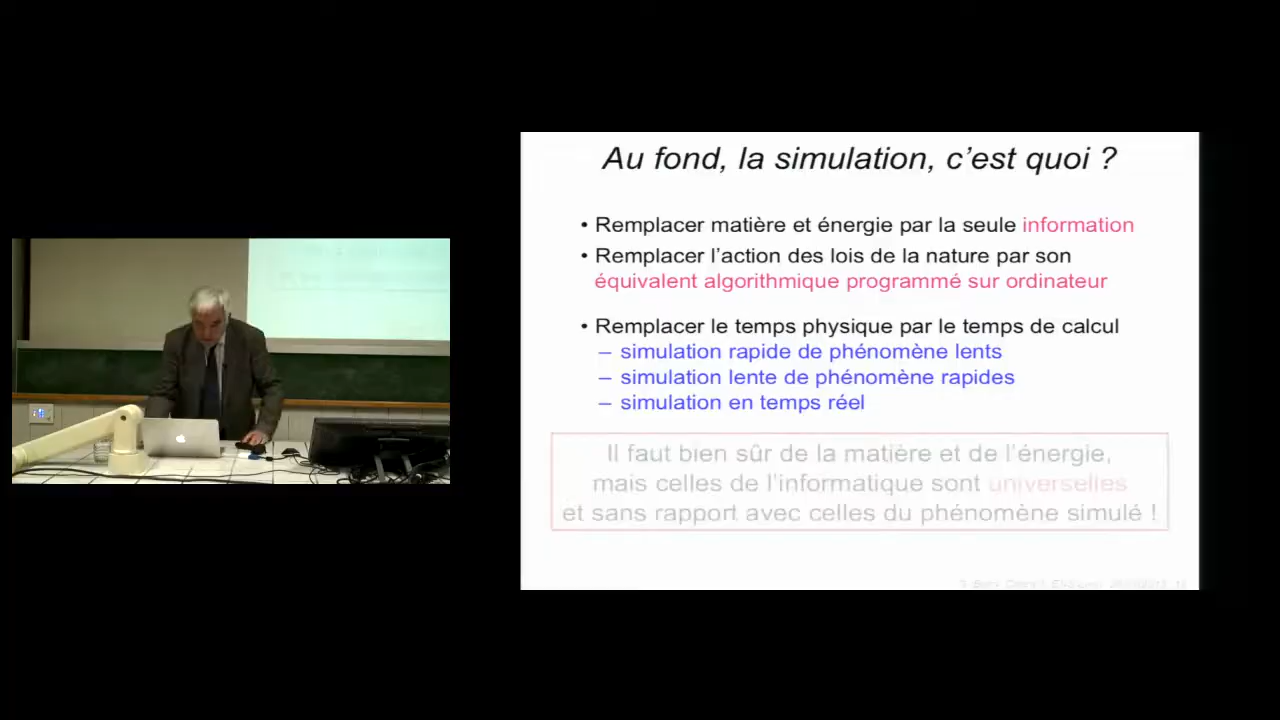 Au fond, la simulation, c’est quoi ?
• Remplacer matière et énergie par la seule information
• Remplacer l’action des lois de la nature par son
équivalent algorithmique programmé sur ordinateur
• Remplacer le temps physique par le temps de calcul
– simulation rapide de phénomène lents
– simulation lente de phénomène rapides
– simulation en temps réel
Il faut bien sûr de la matière et de l’énergie,
mais celles de l’informatique sont universelles
et sans rapport avec celles du phénomène simulé !